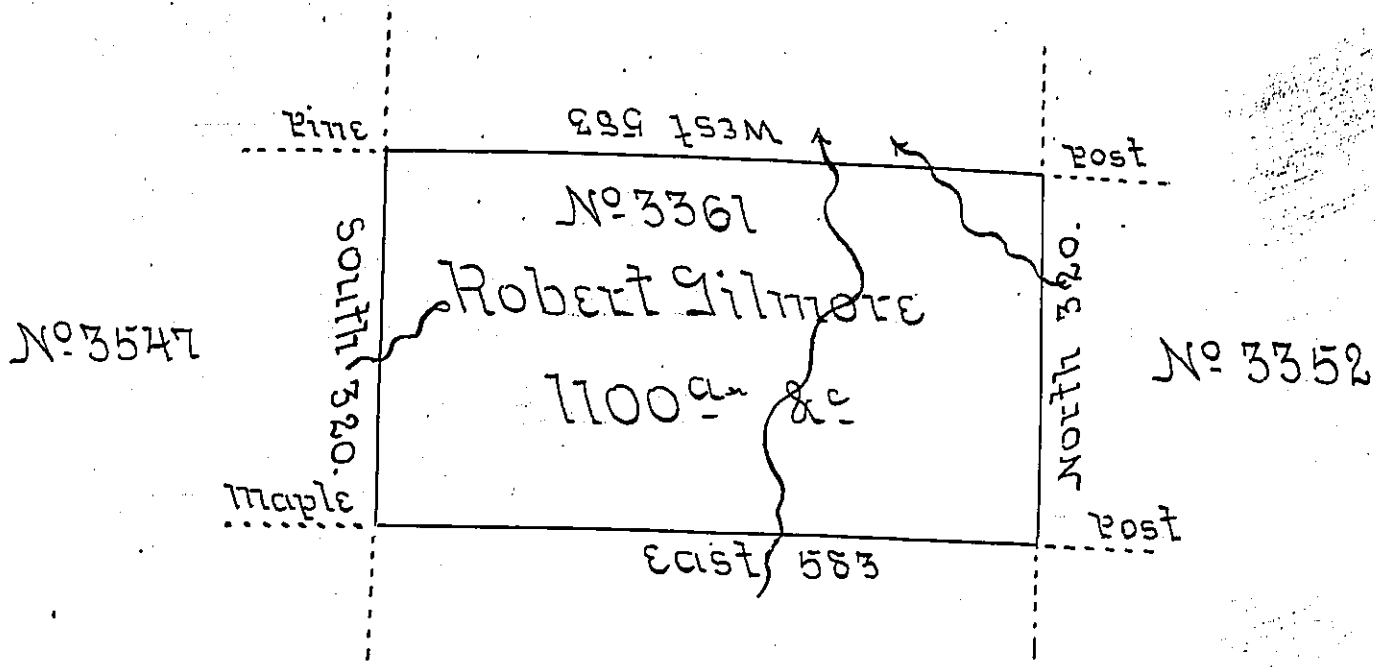 Pine
West 583
Post
No 3361
South 320.
Robert Gilmore
North 320.
No 3547
No 3352
1100 a &c
Maple
Post
East 583